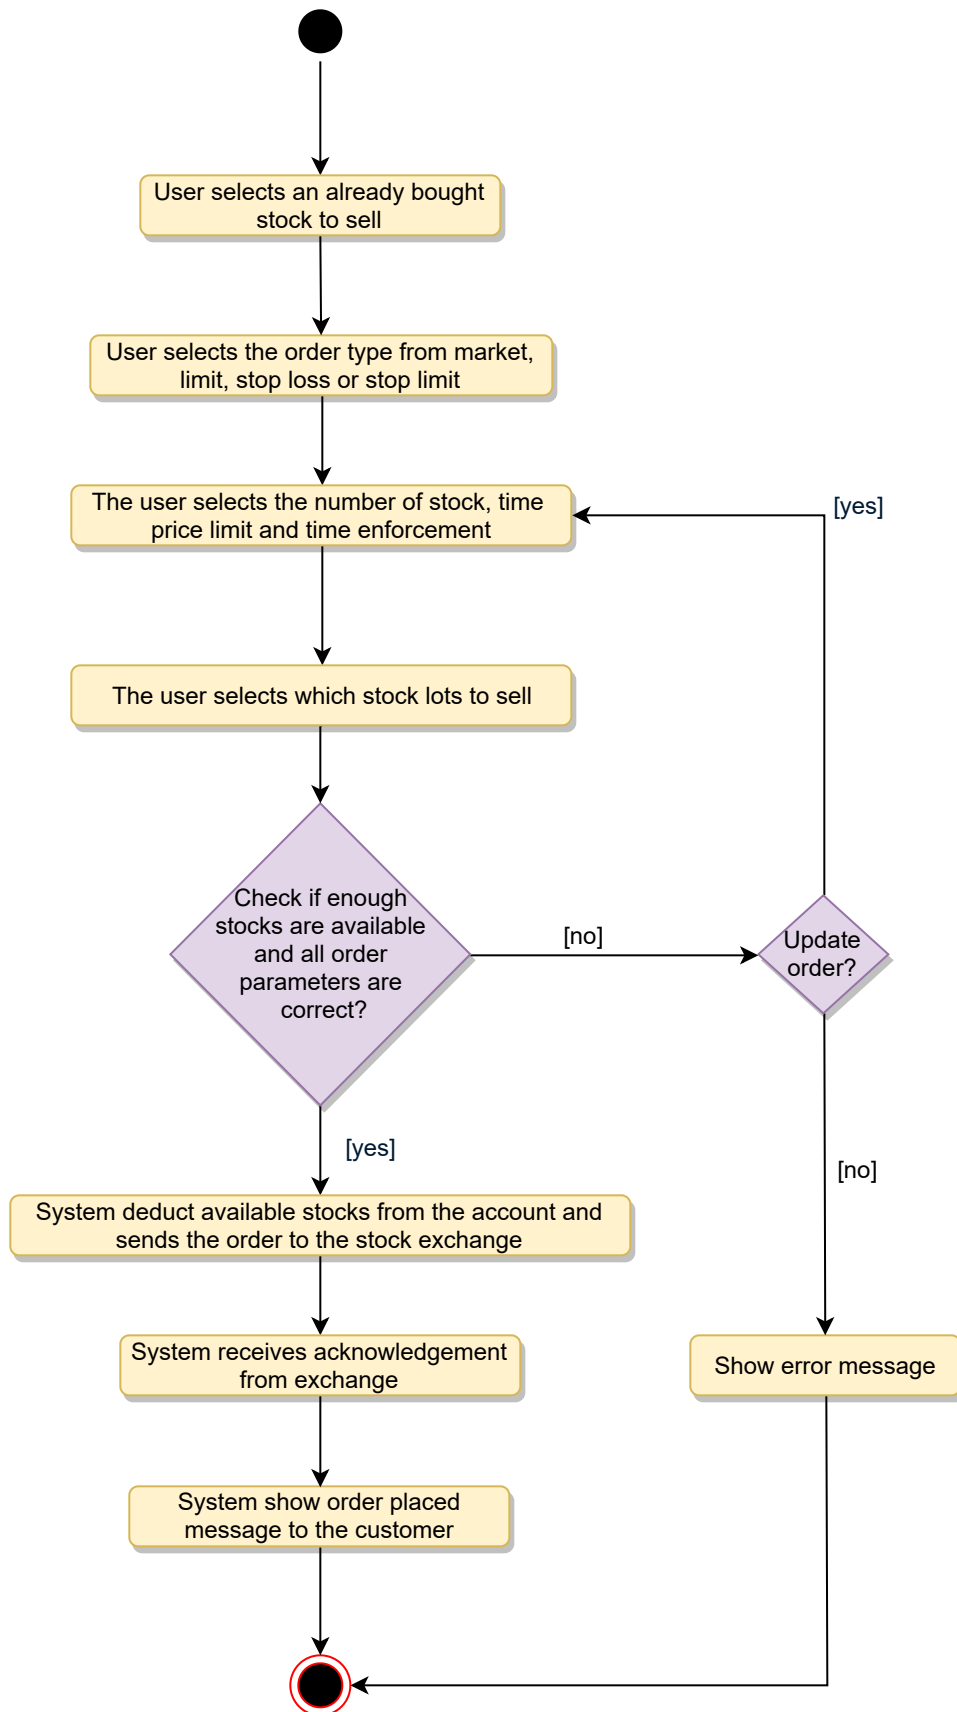 User selects an already bought
stock to sell
User selects the order type from market,
limit, stop loss or stop limit
The user selects the number of stock, time
price limit and time enforcement
[yes]
The user selects which stock lots to sell
Check if enough
stocks are available
and all order
parameters are
correct?
[no]
Update
order?
[yes]
[no]
System deduct available stocks from the account and
sends the order to the stock exchange
System receives acknowledgement
from exchange
Show error message
System show order placed
message to the customer